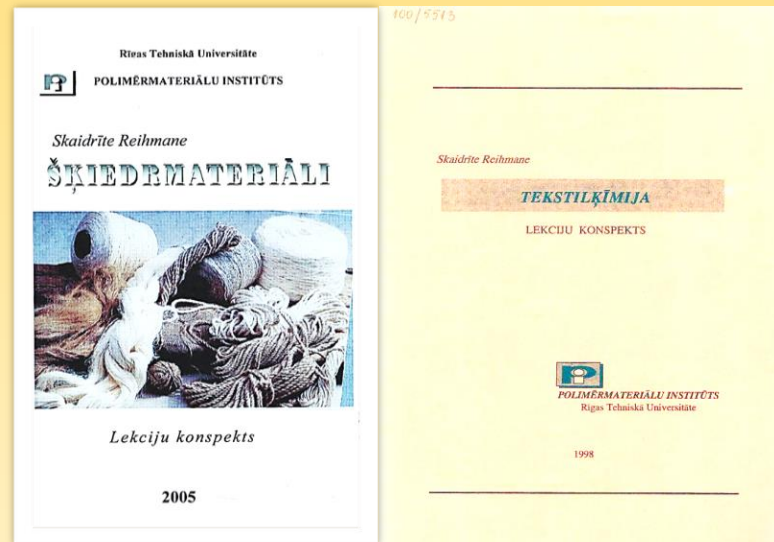 Rīgas Tehniskā Universitāte
POLIMĒRMATERIĀLU INSTITŪTS
Skaidrīte Reihmane
ŠĶIEDRMATERIĀLI
Lekciju konspekts
2005
100/5513
Skaidrīte Reihmane
TEKSTILĶĪMIJA
LEKCIJU KONSPEKTS
POLIMĒRMATERIĀLU INSTITŪTS
Rīgas Tehniskā Universitāte
1998